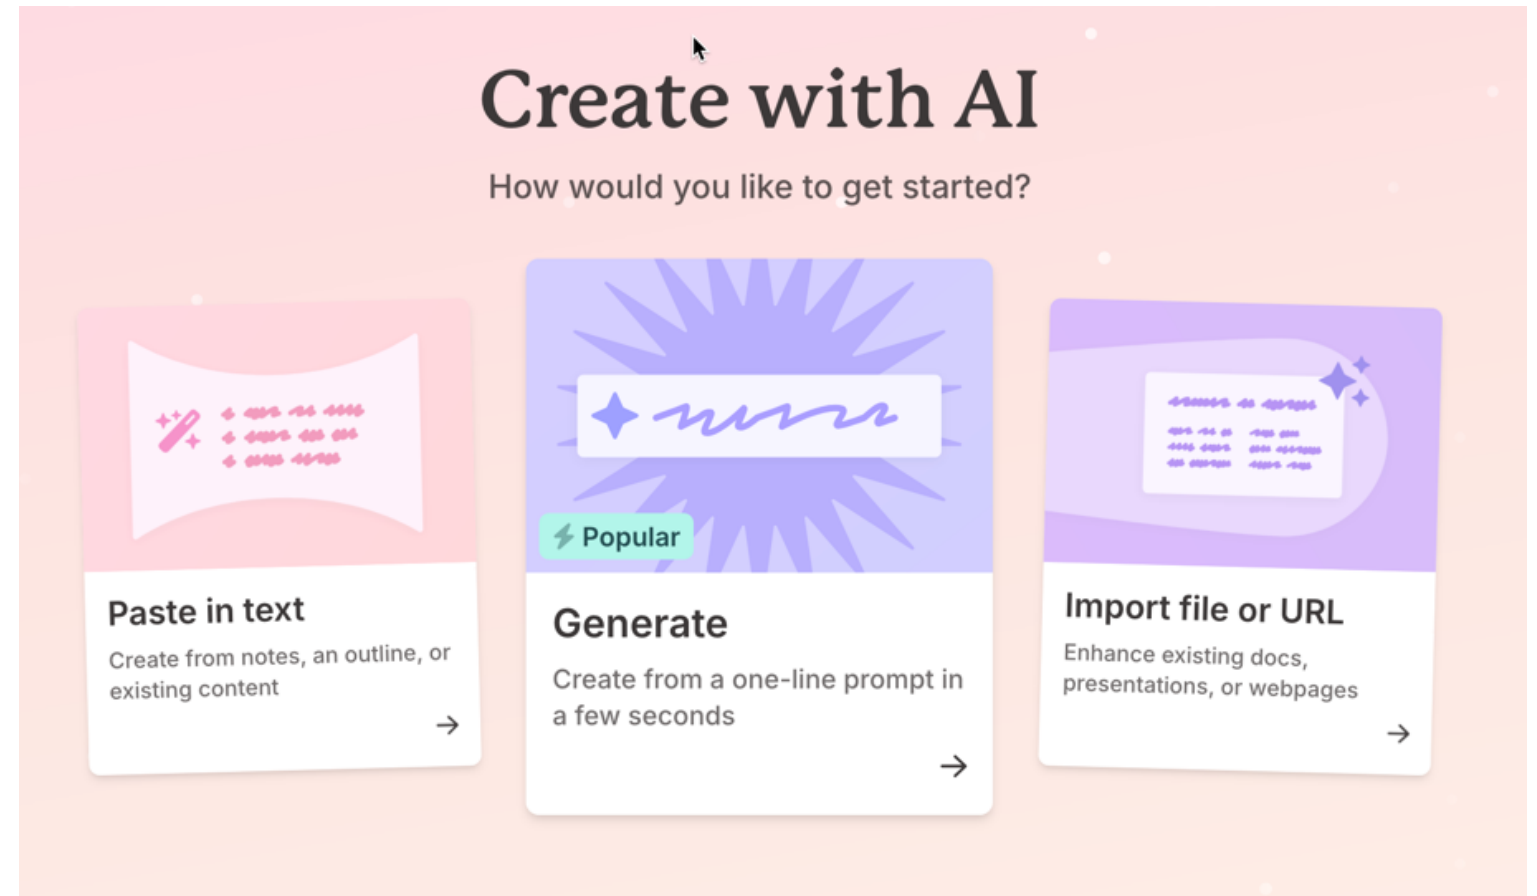 Create with AI
How would you like to get started?
Paste in text
Create from notes, an outline, or
existing content
Popular
Generate
Create from a one-line prompt in
a few seconds
Import file or URL
Enhance existing docs,
presentations, or webpages